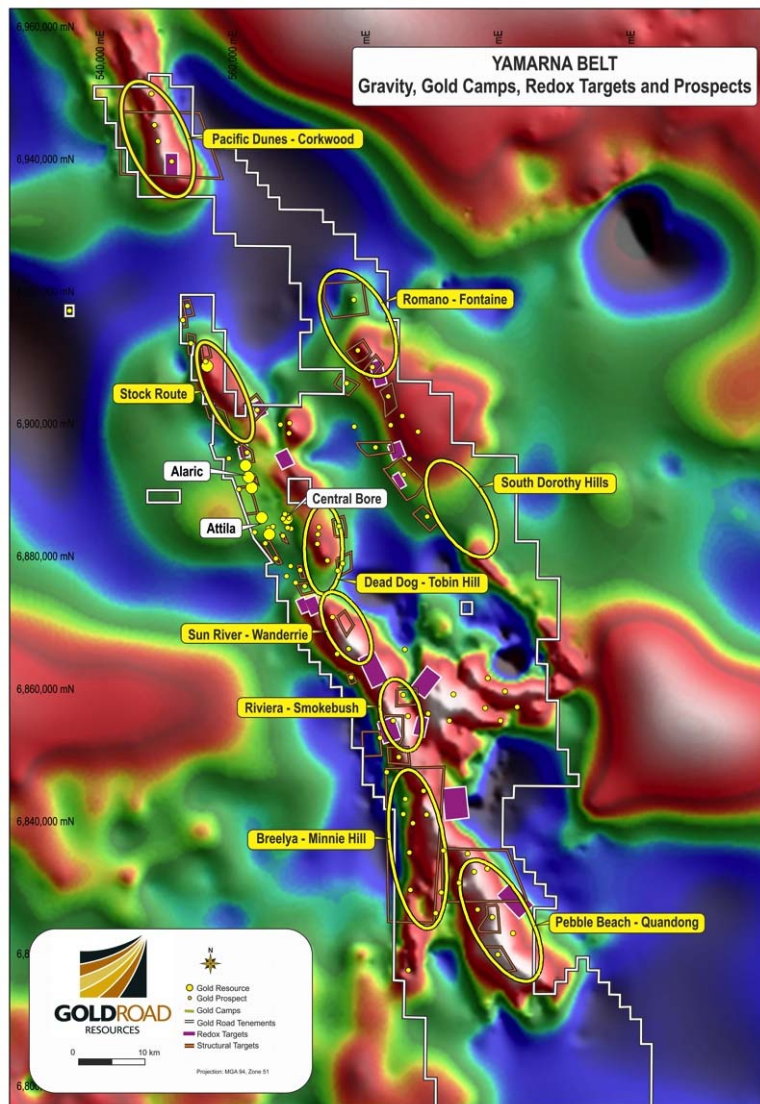 6,960,000 mN
540,000 mE
560,000 mE
mE
mE
mE
YAMARNA BELT
Gravity, Gold Camps, Redox Targets and Prospects
Pacific Dunes - Corkwood
6,940,000 mN
Romano - Fontaine
Stock Route
6,900,000 mN
Alaric
South Dorothy Hills
Central Bore
Attila
6,880,000 mN
Dead Dog - Tobin Hill
Sun River - Wanderrie
6,860,000 mN
Riviera - Smokebush
6,840,000 mN
Breelya - Minnie Hill
Pebble Beach - Quandong
GOLDROAD
RESOURCES
0 10 km
N
Gold Resource
Gold Prospect
Gold Camps
Gold Road Tenements
Redox Targets
Structural Targets
Projection: MGA 94, Zone 51